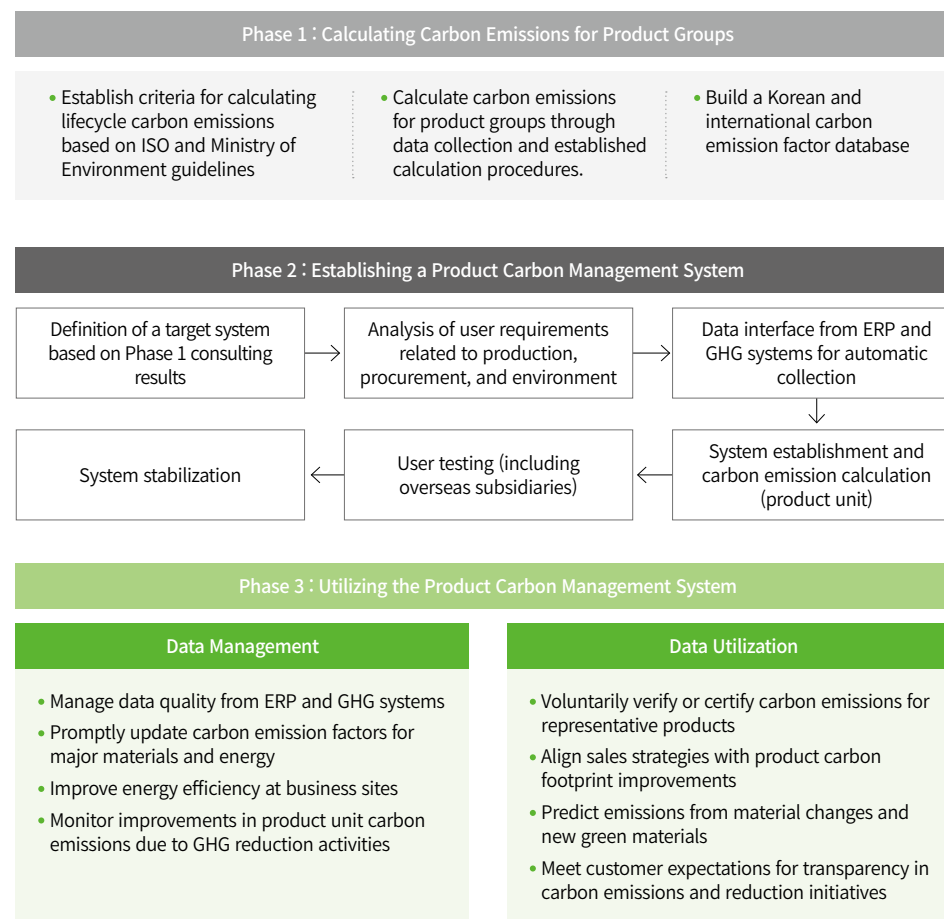 Phase 1 : Calculating Carbon Emissions for Product Groups
• Establish criteria for calculating
lifecycle carbon emissions
based on ISO and Ministry of
Environment guidelines
• Calculate carbon emissions
for product groups through
data collection and established
calculation procedures.
• Build a Korean and
international carbon
emission factor database
Phase 2 : Establishing a Product Carbon Management System
Definition of a target system
based on Phase 1 consulting
results
Analysis of user requirements
related to production,
procurement, and environment
Data interface from ERP and
GHG systems for automatic
collection
System establishment and
carbon emission calculation
(product unit)
User testing (including
overseas subsidiaries)
System stabilization
Phase 3 : Utilizing the Product Carbon Management System
Data Management
• Manage data quality from ERP and GHG systems
• Promptly update carbon emission factors for
major materials and energy
• Improve energy efficiency at business sites
• Monitor improvements in product unit carbon
emissions due to GHG reduction activities
Data Utilization
• Voluntarily verify or certify carbon emissions for
representative products
• Align sales strategies with product carbon
footprint improvements
• Predict emissions from material changes and
new green materials
• Meet customer expectations for transparency in
carbon emissions and reduction initiatives